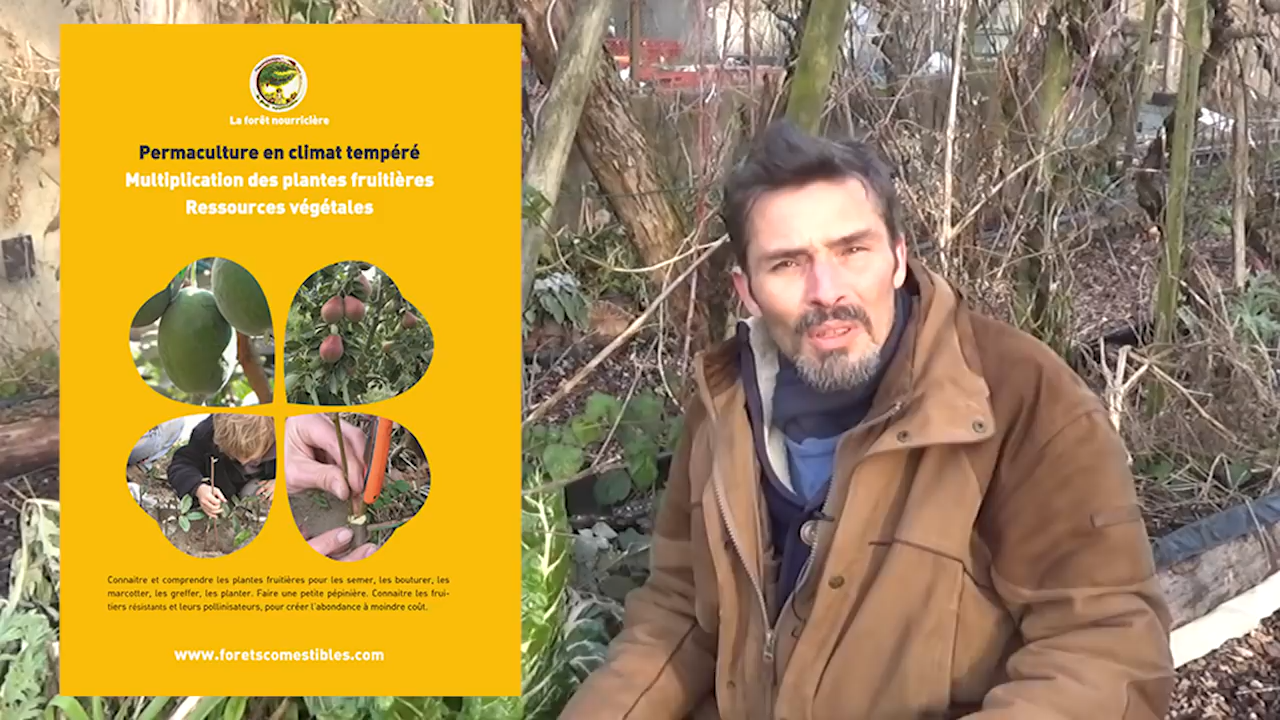 La forêt nourricière
Permaculture en climat tempéré
Multiplication des plantes fruitières
Ressources végétales
Connaitre et comprendre les plantes fruitières pour les semer, les bouturer, les
marcotter, les greffer, les planter. Faire une petite pépinière. Connaitre les frui-
tiers résistants et leurs pollinisateurs, pour créer l'abondance à moindre coût.
www.foretscomestibles.com